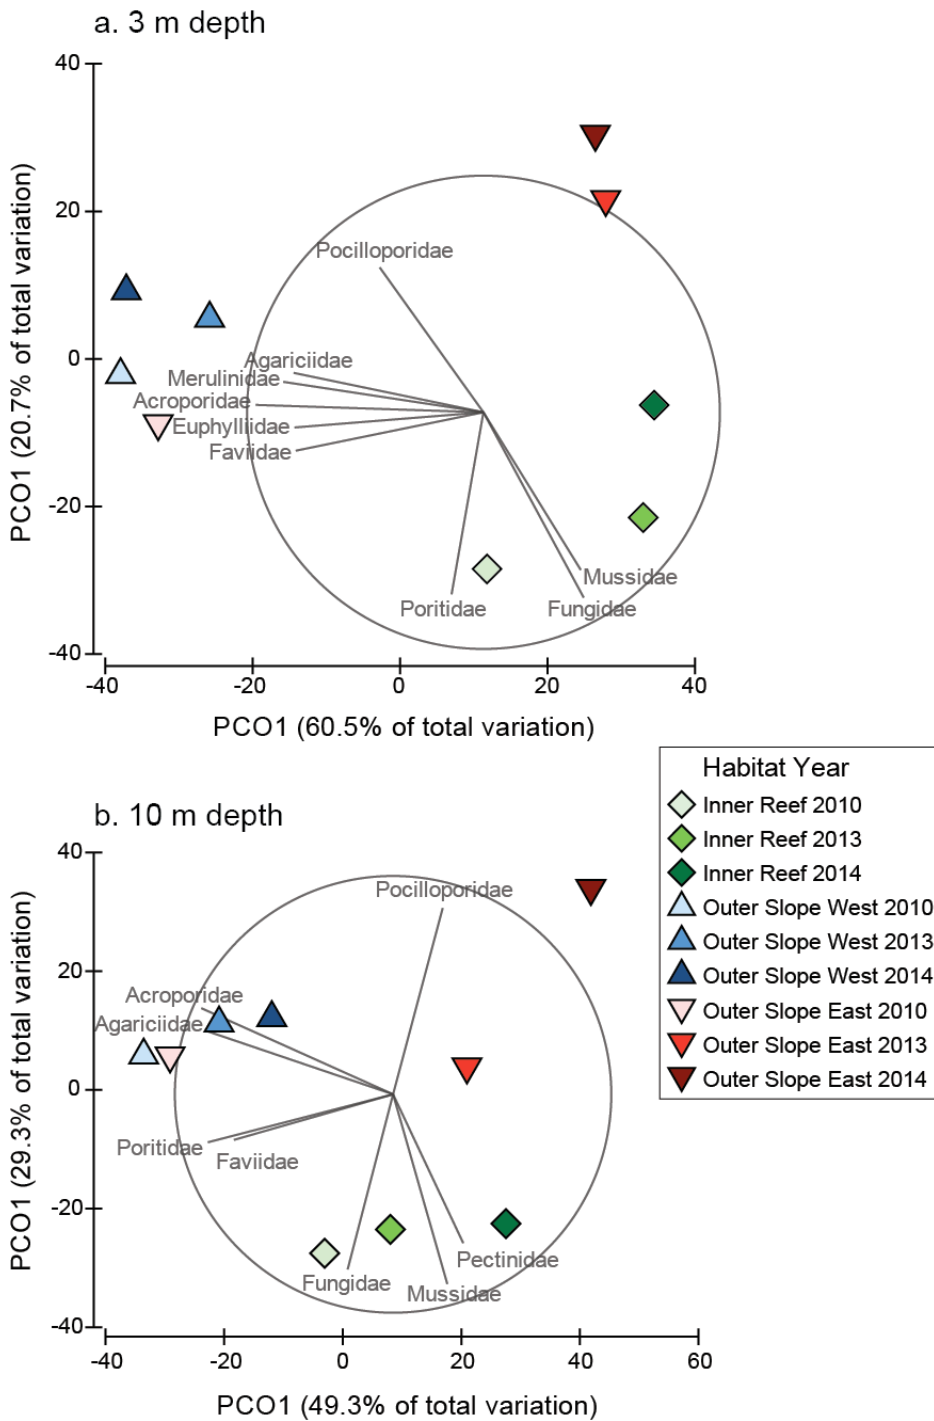 a. 3 m depth
40
20
0
-20
-40
PCO1 (20.7% of total variation)
Pocilloporidae
Agariciidae
Merulinidae
Acroporidae
Euphylliidae
Faviidae
Mussidae
Poritidae
Fungidae
-40
-20
0
20
40
PCO1 (60.5% of total variation)
Habitat Year
Inner Reef 2010
Inner Reef 2013
Inner Reef 2014
Outer Slope West 2010
Outer Slope West 2013
Outer Slope West 2014
Outer Slope East 2010
Outer Slope East 2013
Outer Slope East 2014
b. 10 m depth
40
20
0
-20
-40
PCO1 (29.3% of total variation)
Pocilloporidae
Acroporidae
Agariciidae
Poritidae
Faviidae
Pectinidae
Fungidae
Mussidae
-40
-20
0
20
40
60
PCO1 (49.3% of total variation)